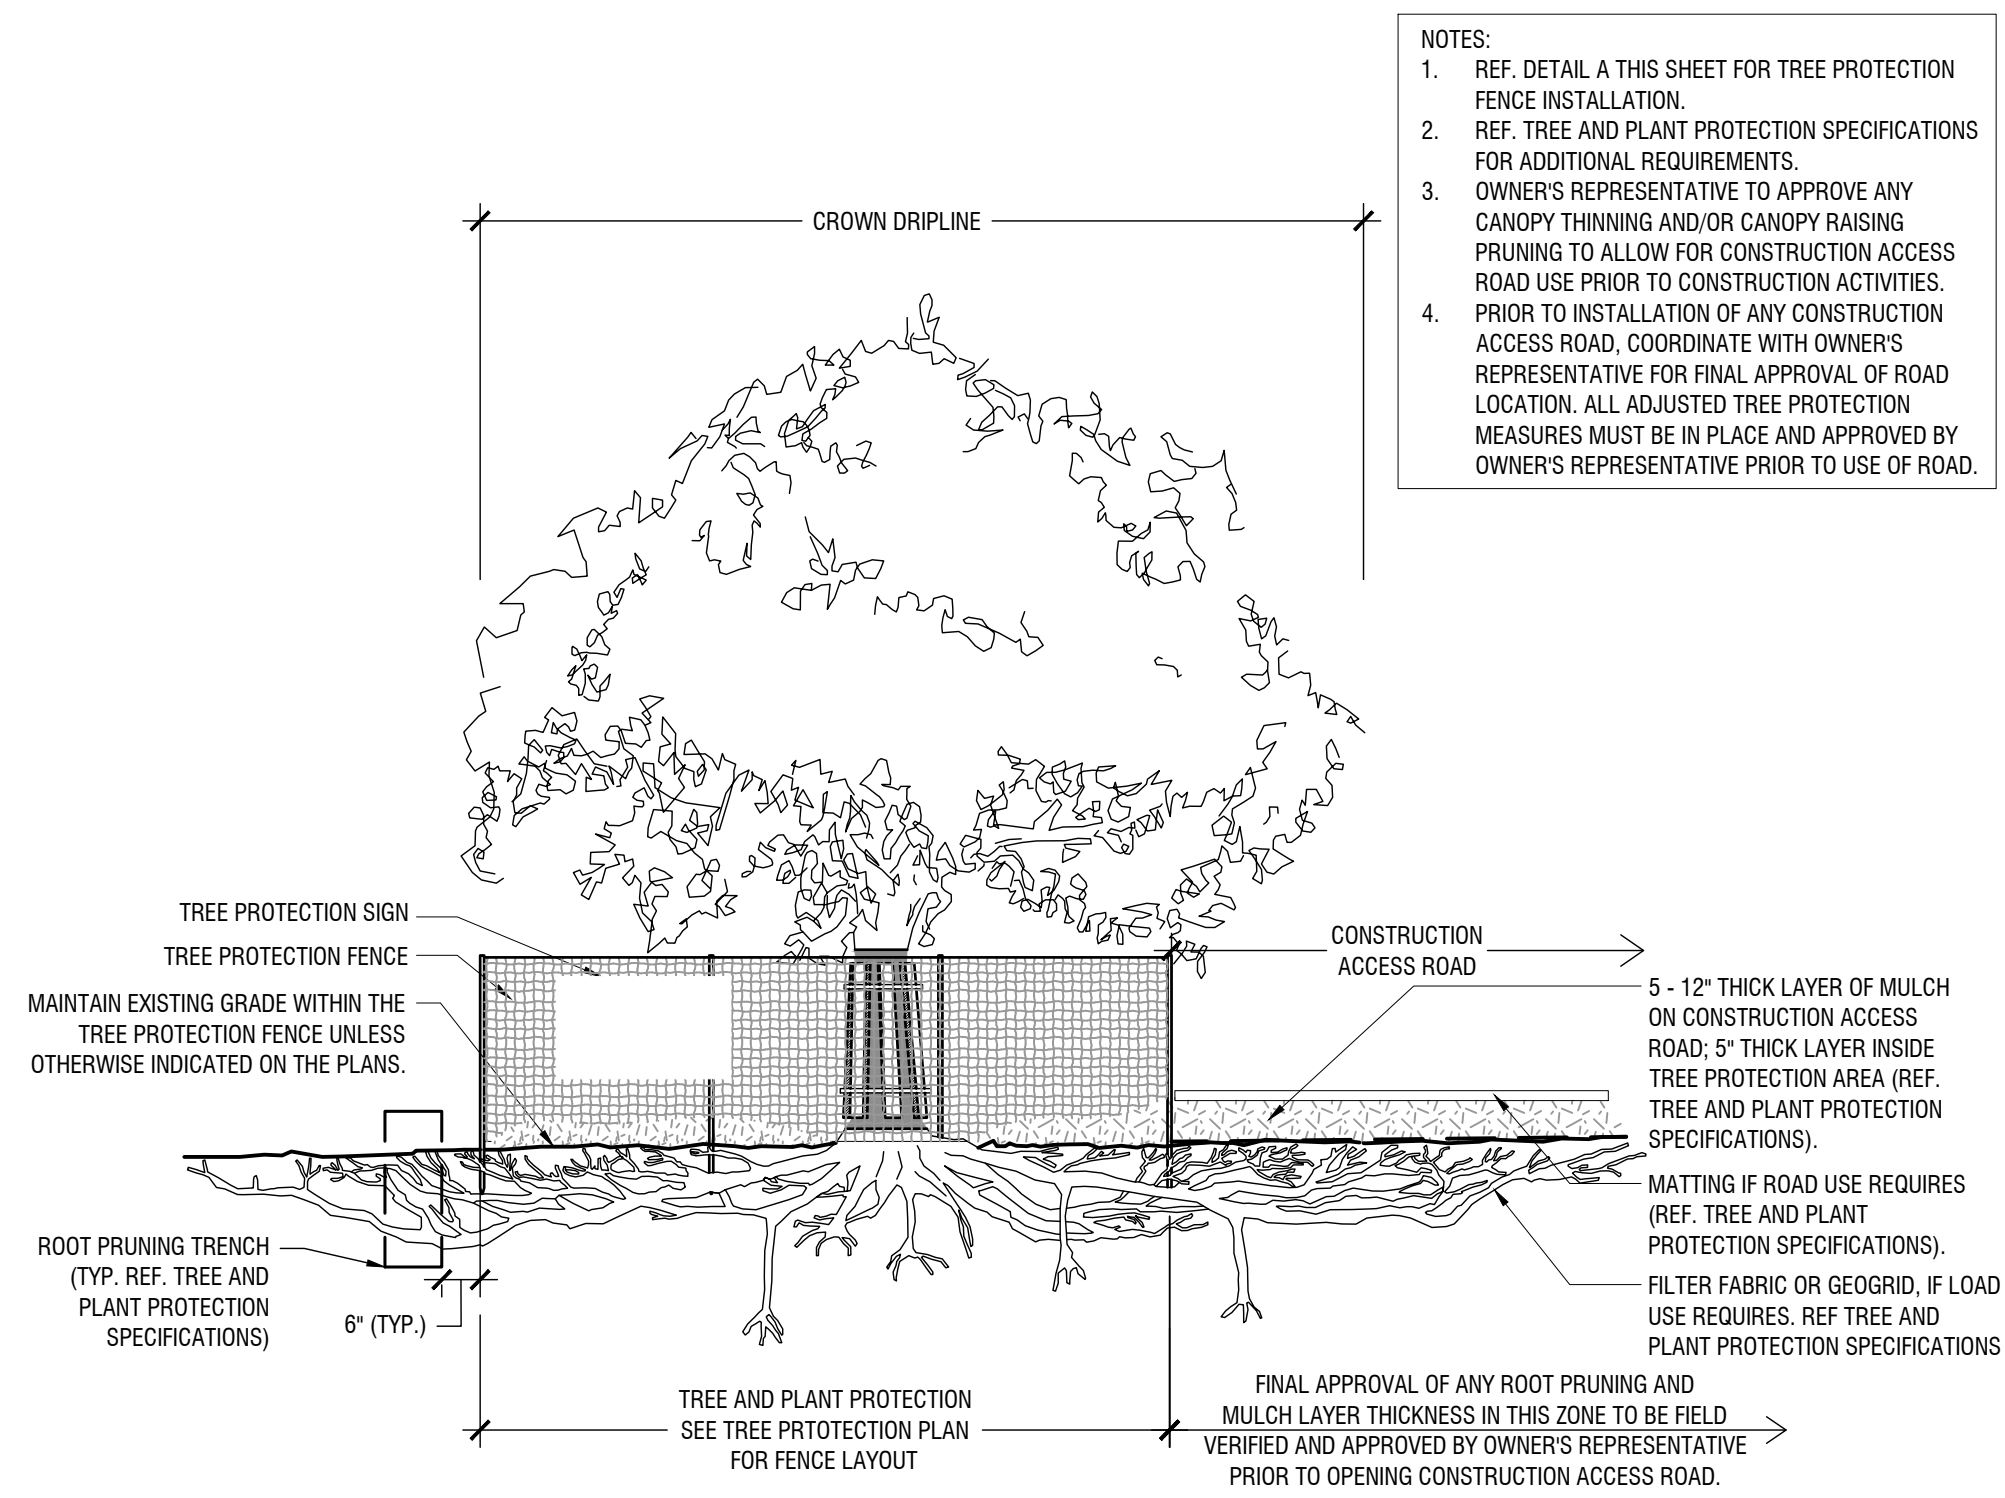 NOTES:
1. REF. DETAIL A THIS SHEET FOR TREE PROTECTION
FENCE INSTALLATION.
2. REF. TREE AND PLANT PROTECTION SPECIFICATIONS
FOR ADDITIONAL REQUIREMENTS.
3. OWNER'S REPRESENTATIVE TO APPROVE ANY
CANOPY THINNING AND/OR CANOPY RAISING
PRUNING TO ALLOW FOR CONSTRUCTION ACCESS
ROAD USE PRIOR TO CONSTRUCTION ACTIVITIES.
4. PRIOR TO INSTALLATION OF ANY CONSTRUCTION
ACCESS ROAD, COORDINATE WITH OWNER'S
REPRESENTATIVE FOR FINAL APPROVAL OF ROAD
LOCATION. ALL ADJUSTED TREE PROTECTION
MEASURES MUST BE IN PLACE AND APPROVED BY
OWNER'S REPRESENTATIVE PRIOR TO USE OF ROAD.
CROWN DRIPLINE
TREE PROTECTION SIGN
TREE PROTECTION FENCE
MAINTAIN EXISTING GRADE WITHIN THE
TREE PROTECTION FENCE UNLESS
OTHERWISE INDICATED ON THE PLANS.
ROOT PRUNING TRENCH
(TYP. REF. TREE AND
PLANT PROTECTION
SPECIFICATIONS)
6" (TYP.)
CONSTRUCTION
ACCESS ROAD
5 - 12" THICK LAYER OF MULCH
ON CONSTRUCTION ACCESS
ROAD; 5" THICK LAYER INSIDE
TREE PROTECTION AREA (REF.
TREE AND PLANT PROTECTION
SPECIFICATIONS).
MATTING IF ROAD USE REQUIRES
(REF. TREE AND PLANT
PROTECTION SPECIFICATIONS).
FILTER FABRIC OR GEOGRID, IF LOAD
USE REQUIRES. REF TREE AND
PLANT PROTECTION SPECIFICATIONS
TREE AND PLANT PROTECTION
SEE TREE PRTOTECTION PLAN
FOR FENCE LAYOUT
FINAL APPROVAL OF ANY ROOT PRUNING AND
MULCH LAYER THICKNESS IN THIS ZONE TO BE FIELD
VERIFIED AND APPROVED BY OWNER'S REPRESENTATIVE
PRIOR TO OPENING CONSTRUCTION ACCESS ROAD.